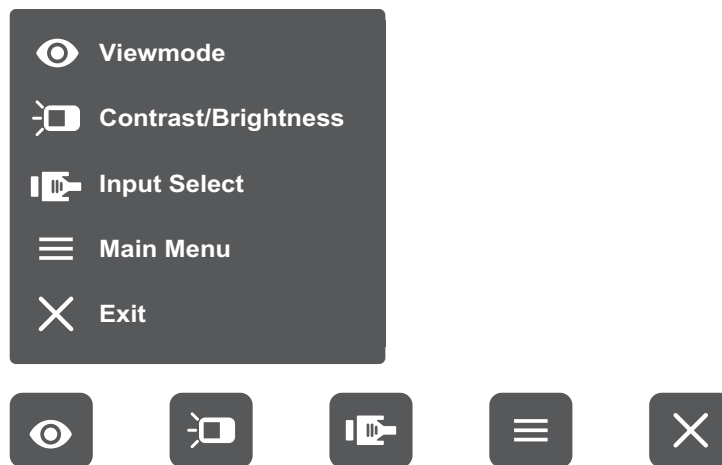 Viewmode
Contrast/Brightness
Input Select
Main Menu
Exit